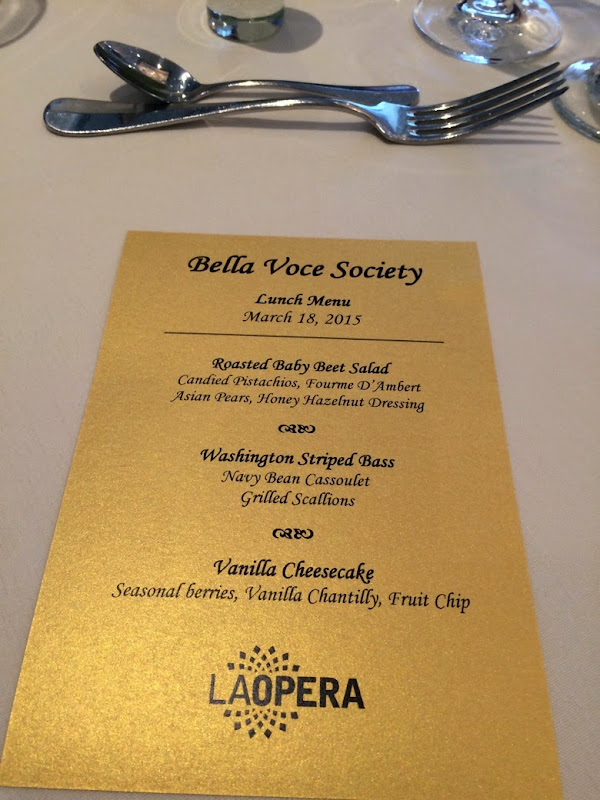 Bella Voce Society
Lunch Menu
March 18, 2015
Roasted Baby Beet Salad
Candied Pistachios, Fourme D'Ambert
Asian Pears, Honey Hazelnut Dressing
Washington Striped Bass
Navy Bean Cassoulet
Grilled Scallions
Vanilla Cheesecake
Seasonal berries, Vanilla Chantilly, Fruit Chip
LAOPERA